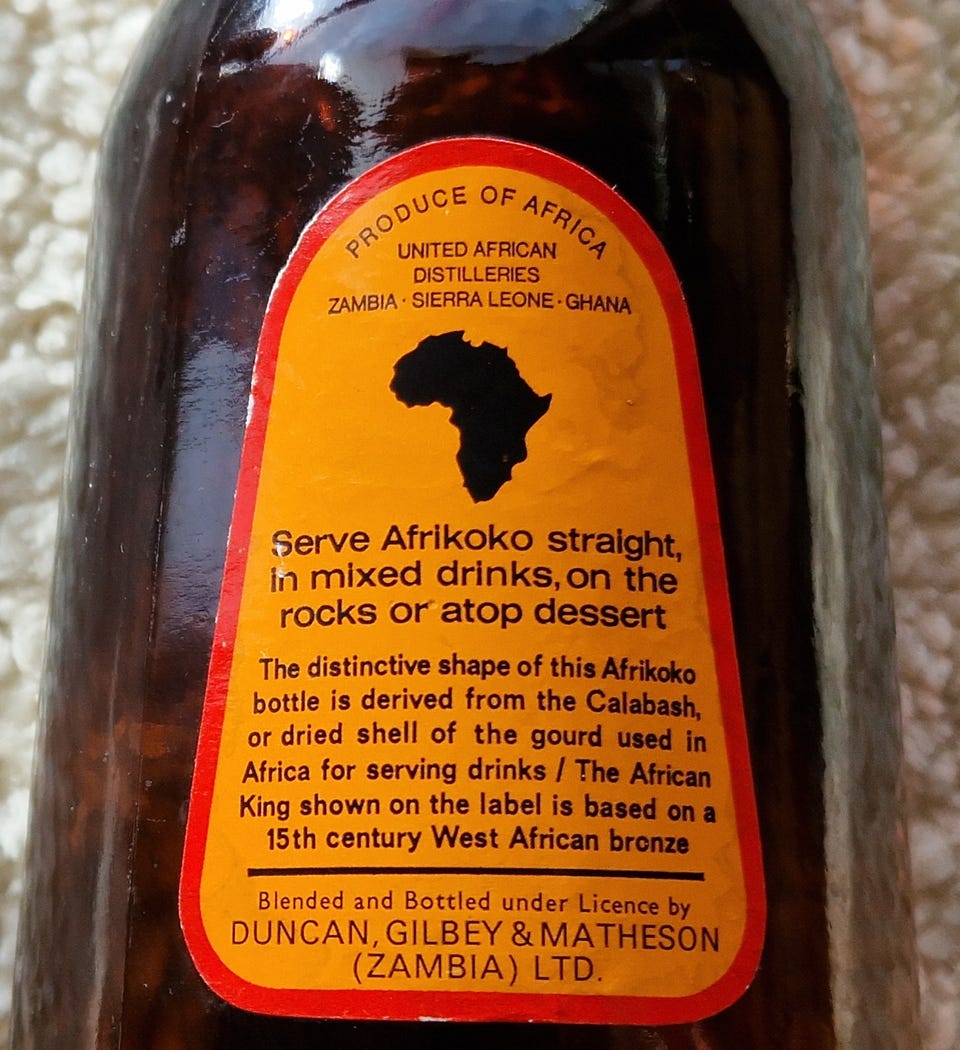 PRODUCE OF AFRICA
UNITED AFRICAN
DISTILLERIES
ZAMBIA · SIERRA LEONE · GHANA
Serve Afrikoko straight,
in mixed drinks, on the
rocks or atop dessert
The distinctive shape of this Afrikoko
bottle is derived from the Calabash,
or dried shell of the gourd used in
Africa for serving drinks / The African
King shown on the label is based on a
15th century West African bronze
Blended and Bottled under Licence by
DUNCAN, GILBEY & MATHESON
(ZAMBIA) LTD.